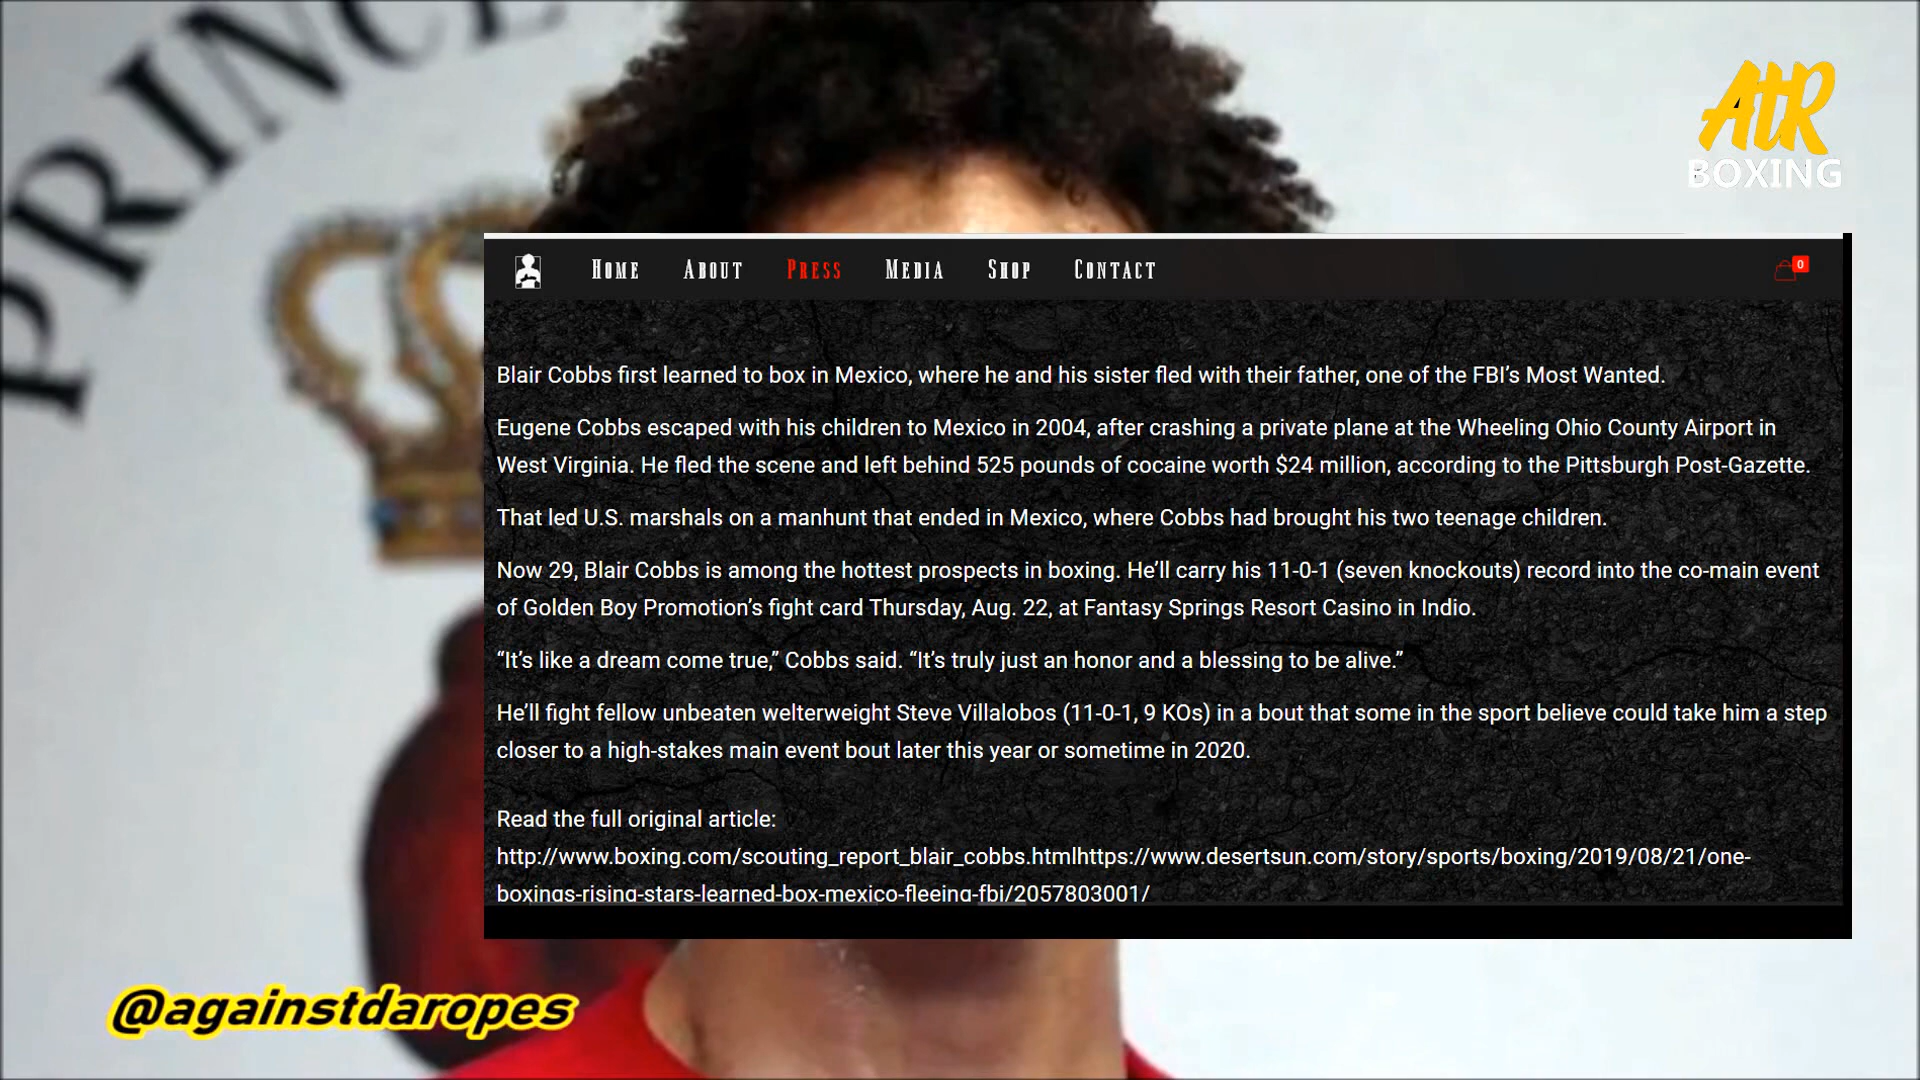 PRINCE
AtR
BOXING
HOME ABOUT PRESS MEDIA SHOP CONTACT
0
Blair Cobbs first learned to box in Mexico, where he and his sister fled with their father, one of the FBI’s Most Wanted.
Eugene Cobbs escaped with his children to Mexico in 2004, after crashing a private plane at the Wheeling Ohio County Airport in
West Virginia. He fled the scene and left behind 525 pounds of cocaine worth $24 million, according to the Pittsburgh Post-Gazette.
That led U.S. marshals on a manhunt that ended in Mexico, where Cobbs had brought his two teenage children.
Now 29, Blair Cobbs is among the hottest prospects in boxing. He’ll carry his 11-0-1 (seven knockouts) record into the co-main event
of Golden Boy Promotion’s fight card Thursday, Aug. 22, at Fantasy Springs Resort Casino in Indio.
“It’s like a dream come true,” Cobbs said. “It’s truly just an honor and a blessing to be alive.”
He’ll fight fellow unbeaten welterweight Steve Villalobos (11-0-1, 9 KOs) in a bout that some in the sport believe could take him a step
closer to a high-stakes main event bout later this year or sometime in 2020.
Read the full original article:
http://www.boxing.com/scouting_report_blair_cobbs.htmlhttps://www.desertsun.com/story/sports/boxing/2019/08/21/one-
boxings-rising-stars-learned-box-mexico-fleeing-fbi/2057803001/
@againstdaropes